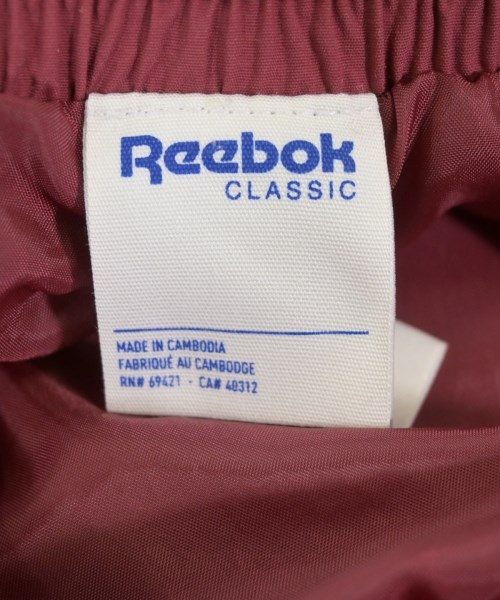 Reebok
CLASSIC
MADE IN CAMBODIA
FABRIQUÉ AU CAMBODGE
RN# 69421 - CA# 40312